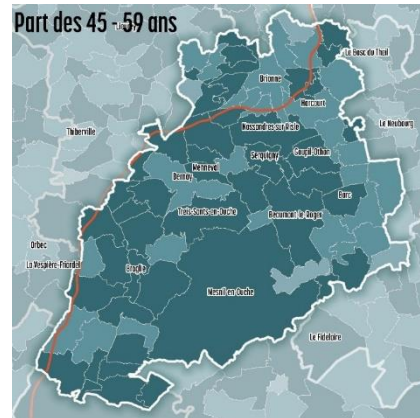 Part des 45 - 59 ans
Le Bosc du Theil
Brionne
Harcourt
Thiberville
Le Neubourg
Nassandres sur Risle
Goupil-Othon
Serquigny
Menneval
Bernay
Barc
Trois-Saints-en-Ouche
Beaumont-le-Roger
Orbec
La Vespière-Friardel
Broglie
Mesnil-en-Ouche
Le Fidelaire